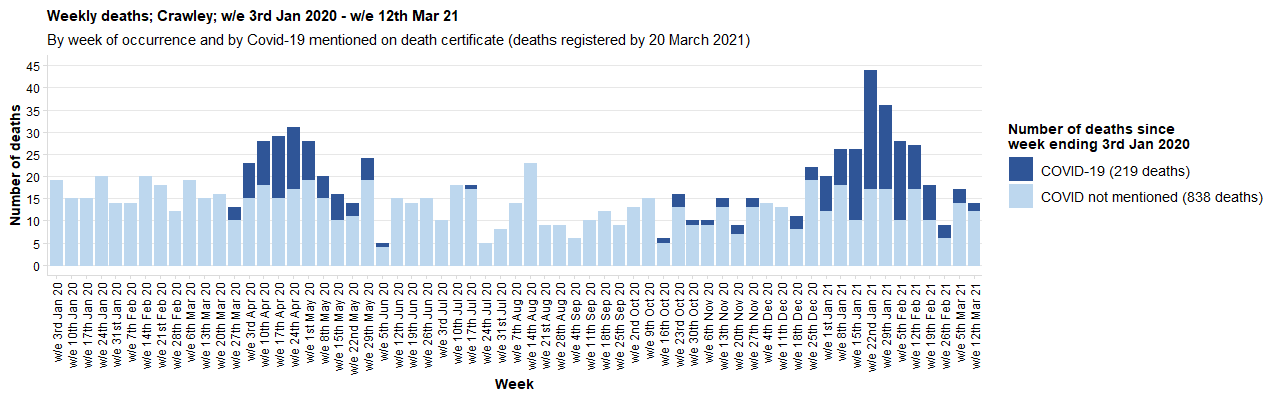 Weekly deaths; Crawley; w/e 3rd Jan 2020 - w/e 12th Mar 21
By week of occurrence and by Covid-19 mentioned on death certificate (deaths registered by 20 March 2021)
Number of deaths
45
40
35
30
25
20
15
10
5
0
w/e 3rd Jan 20
w/e 10th Jan 20
w/e 17th Jan 20
w/e 24th Jan 20
w/e 31st Jan 20
w/e 7th Feb 20
w/e 14th Feb 20
w/e 21st Feb 20
w/e 28th Feb 20
w/e 6th Mar 20
w/e 13th Mar 20
w/e 20th Mar 20
w/e 27th Mar 20
w/e 3rd Apr 20
w/e 10th Apr 20
w/e 17th Apr 20
w/e 24th Apr 20
w/e 1st May 20
w/e 8th May 20
w/e 15th May 20
w/e 22nd May 20
w/e 29th May 20
w/e 5th Jun 20
w/e 12th Jun 20
w/e 19th Jun 20
w/e 26th Jun 20
w/e 3rd Jul 20
w/e 10th Jul 20
w/e 17th Jul 20
w/e 24th Jul 20
w/e 31st Jul 20
w/e 7th Aug 20
w/e 14th Aug 20
w/e 21st Aug 20
w/e 28th Aug 20
w/e 4th Sep 20
w/e 11th Sep 20
w/e 18th Sep 20
w/e 25th Sep 20
w/e 2nd Oct 20
w/e 9th Oct 20
w/e 16th Oct 20
w/e 23rd Oct 20
w/e 30th Oct 20
w/e 6th Nov 20
w/e 13th Nov 20
w/e 20th Nov 20
w/e 27th Nov 20
w/e 4th Dec 20
w/e 11th Dec 20
w/e 18th Dec 20
w/e 25th Dec 20
w/e 1st Jan 21
w/e 8th Jan 21
w/e 15th Jan 21
w/e 22nd Jan 21
w/e 29th Jan 21
w/e 5th Feb 21
w/e 12th Feb 21
w/e 19th Feb 21
w/e 26th Feb 21
w/e 5th Mar 21
w/e 12th Mar 21
Week
Number of deaths since
week ending 3rd Jan 2020
COVID-19 (219 deaths)
COVID not mentioned (838 deaths)